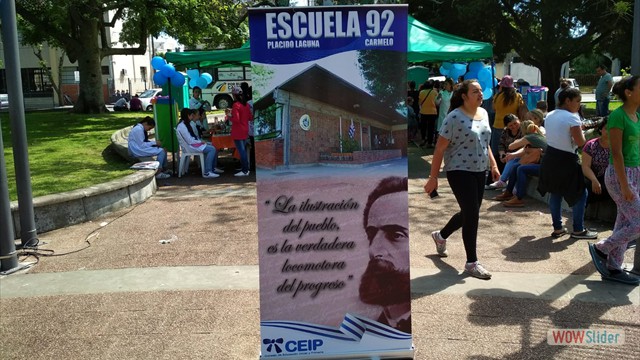 ESCUELA 92
PLACIDO LAGUNA CARMELO
“La ilustración
del pueblo,
es la verdadera
locomotora
del progreso”
CEIP
WOWSlider